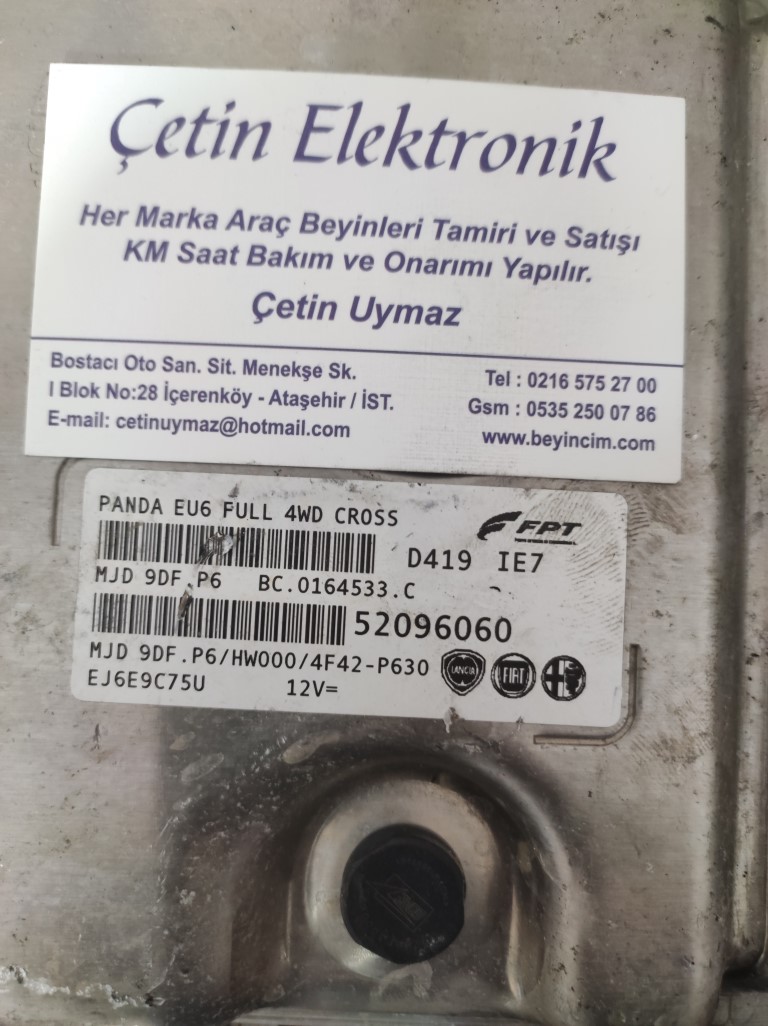 Çetin Elektronik
Her Marka Araç Beyinleri Tamiri ve Satışı
KM Saat Bakım ve Onarımı Yapılır.
Çetin Uymaz
Bostacı Oto San. Sit. Menekşe Sk.
I Blok No:28 İçerenköy - Ataşehir / İST.
E-mail: cetinuymaz@hotmail.com
Tel : 0216 575 27 00
Gsm : 0535 250 07 86
www.beyincim.com
PANDA EU6 FULL 4WD CROSS
FPT
D419 IE7
MJD 9DF.P6 BC.0164533.C
52096060
MJD 9DF.P6/HW000/4F42-P630
LANCIA FIAT
EJ6E9C75U 12V=